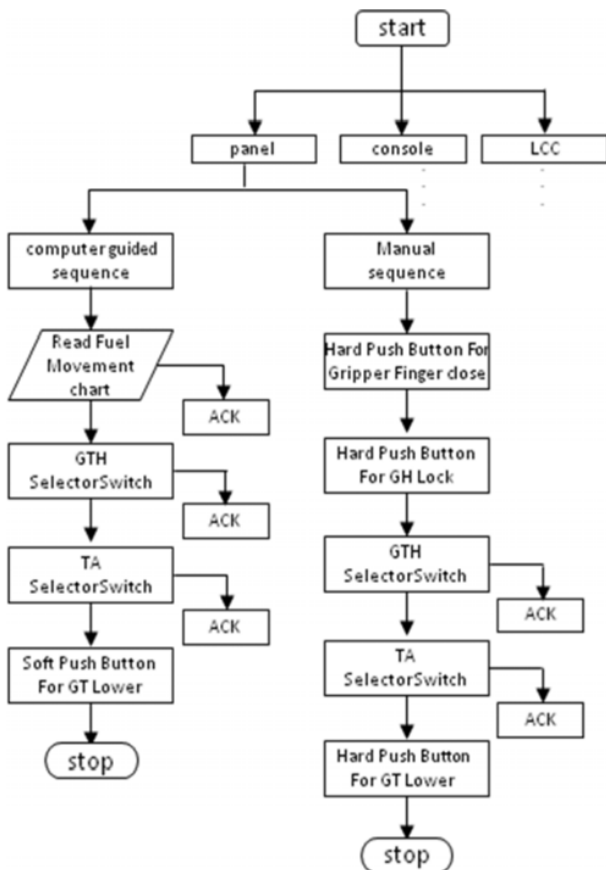 start
panel
console
LCC
computer guided
sequence
Read Fuel
Movement
chart
ACK
GTH
SelectorSwitch
ACK
TA
SelectorSwitch
ACK
Soft Push Button
For GT Lower
stop
Manual
sequence
Hard Push Button For
Gripper Finger close
Hard Push Button
For GH Lock
GTH
SelectorSwitch
ACK
TA
SelectorSwitch
ACK
Hard Push Button
For GT Lower
stop